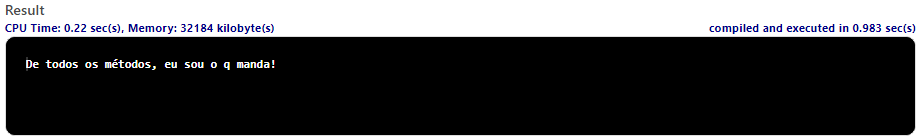 Result
CPU Time: 0.22 sec(s), Memory: 32184 kilobyte(s) compiled and executed in 0.983 sec(s)
De todos os métodos, eu sou o q manda!